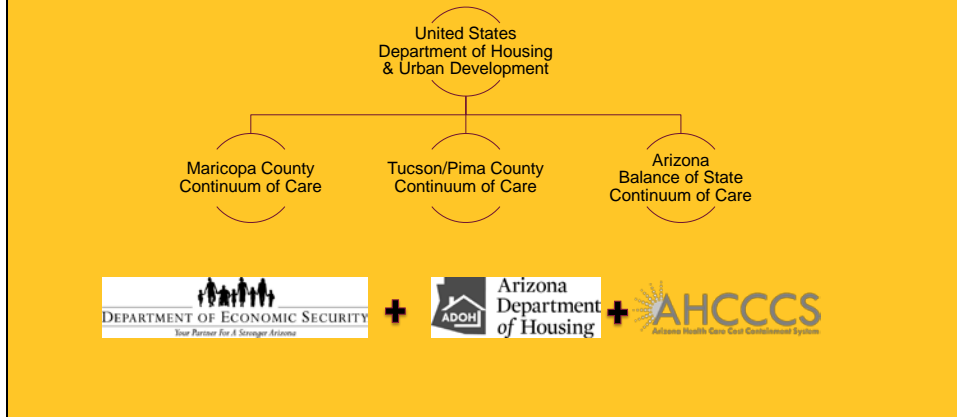 United States
Department of Housing
& Urban Development
Maricopa County
Continuum of Care
Tucson/Pima County
Continuum of Care
Arizona
Balance of State
Continuum of Care
DEPARTMENT OF ECONOMIC SECURITY
Your Partner For A Stronger Arizona
+
ADOH
Arizona
Department
of Housing
+
AHCCCS
Arizona Health Care Cost Containment System